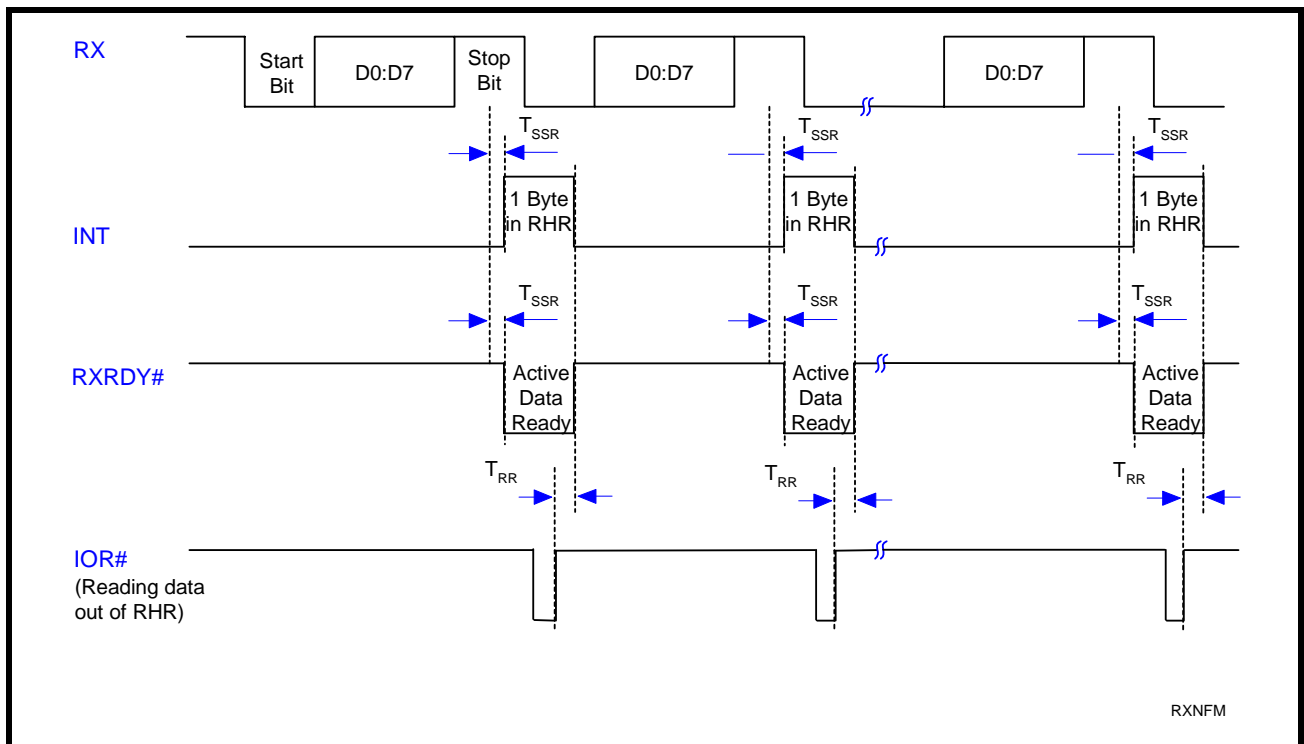 RX
Start
Bit
D0:D7
Stop
Bit
D0:D7
D0:D7
TSSR
TSSR
TSSR
INT
1 Byte
in RHR
1 Byte
in RHR
1 Byte
in RHR
TSSR
TSSR
TSSR
RXRDY#
Active
Data
Ready
Active
Data
Ready
Active
Data
Ready
TRR
TRR
TRR
IOR#
(Reading data
out of RHR)
RXNFM